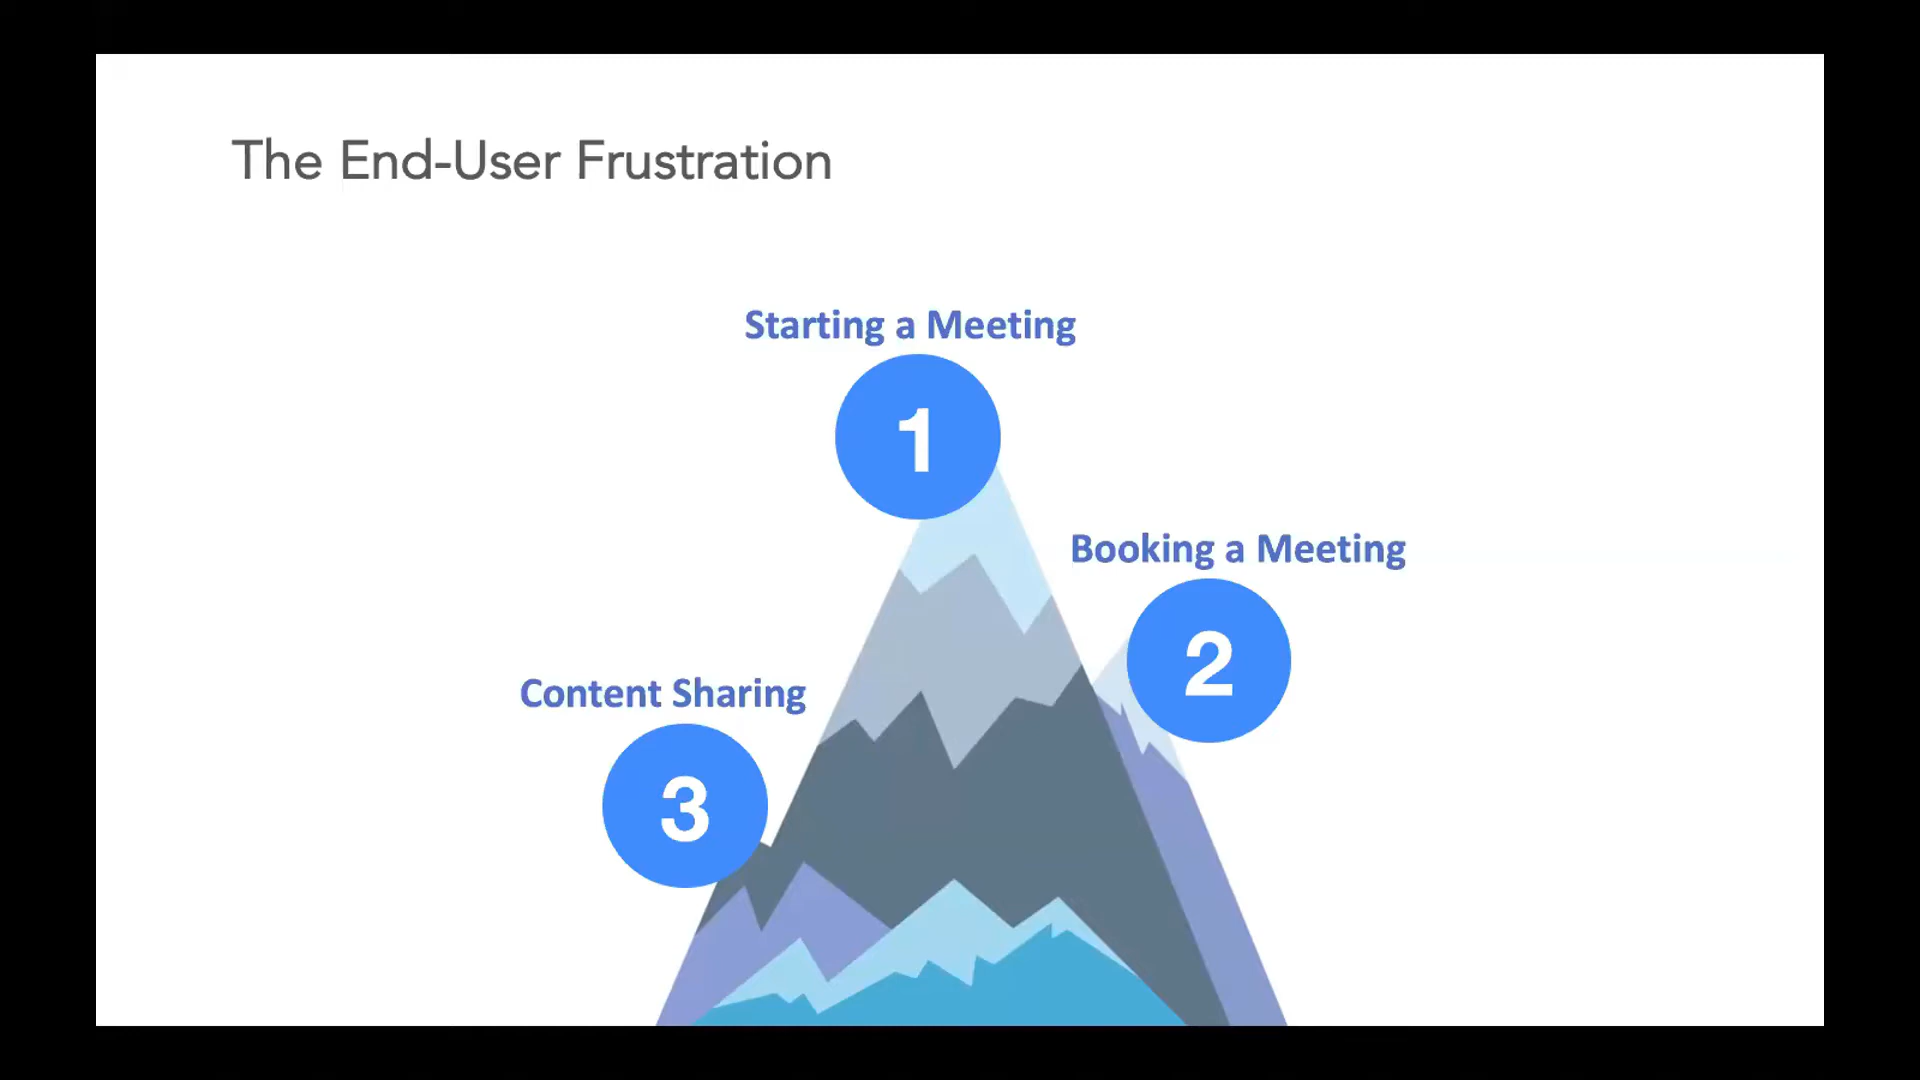 The End-User Frustration
Starting a Meeting
1
Booking a Meeting
2
Content Sharing
3